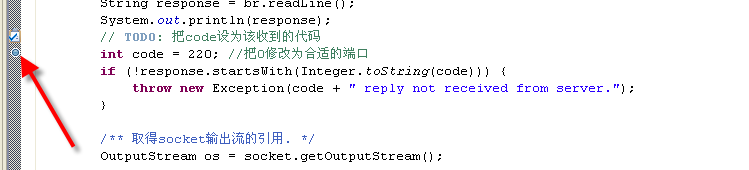 String response = br.readLine();
System.out.println(response);
// TODO: 把code设为该收到的代码
int code = 220; //把0修改为合适的端口
if (!response.startsWith(Integer.toString(code))) {
throw new Exception(code + " reply not received from server.");
}
/** 取得socket输出流的引用. */
OutputStream os = socket.getOutputStream();